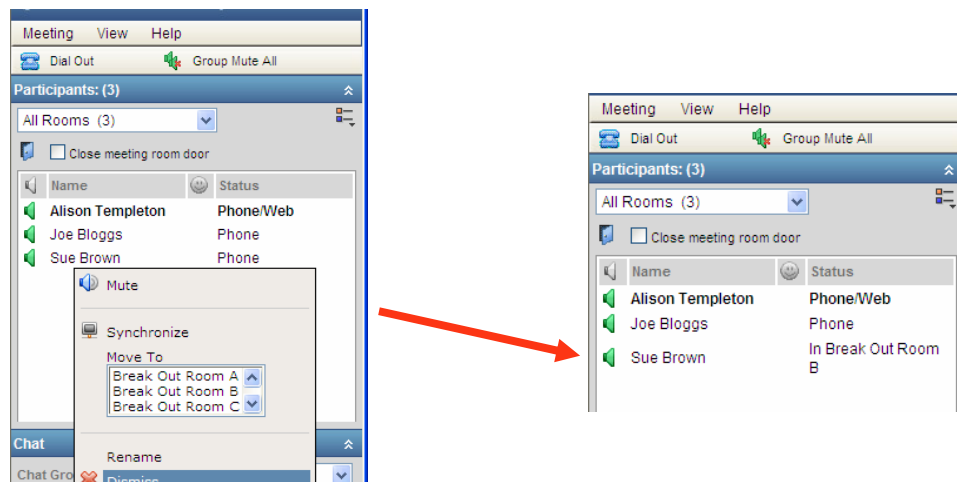 Meeting View Help
Dial Out Group Mute All
Participants: (3)
All Rooms (3)
Close meeting room door
Name Status
Alison Templeton Phone/Web
Joe Bloggs Phone
Sue Brown Phone
Mute
Synchronize
Move To
Break Out Room A
Break Out Room B
Break Out Room C
Rename
Chat
Chat Gro
Dismiss
Meeting View Help
Dial Out Group Mute All
Participants: (3)
All Rooms (3)
Close meeting room door
Name Status
Alison Templeton Phone/Web
Joe Bloggs Phone
Sue Brown In Break Out Room
B